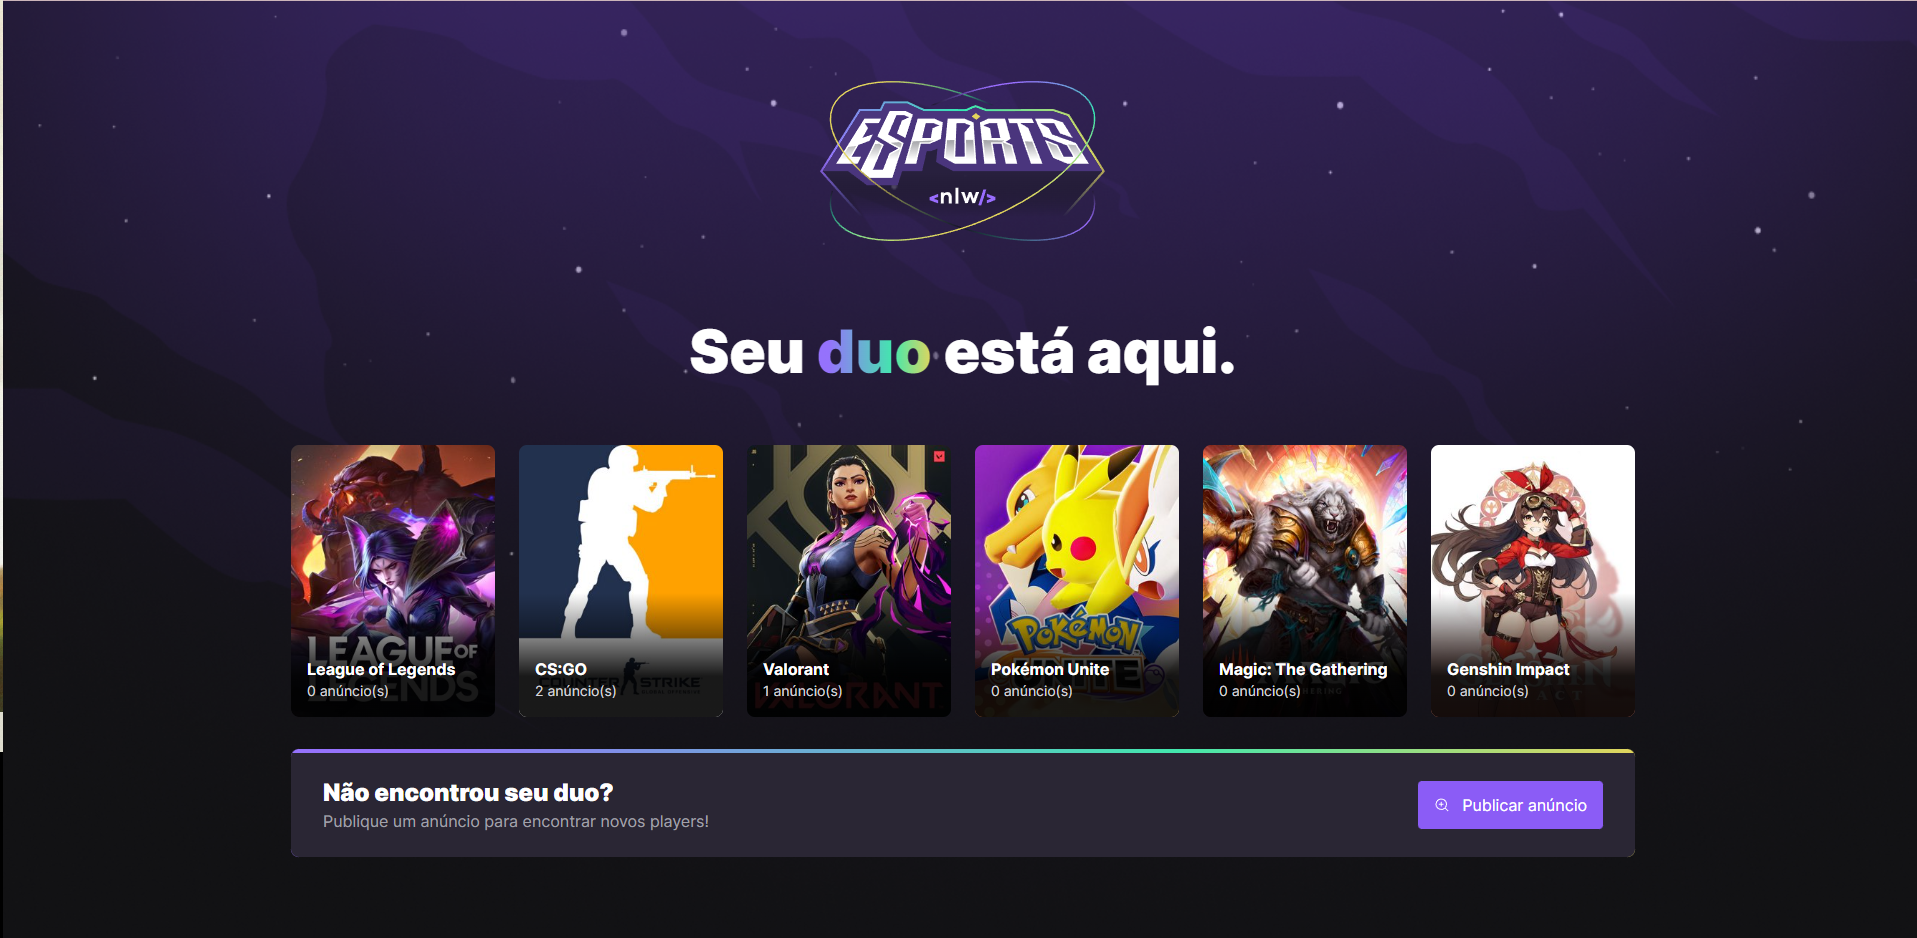 ESPORTS
<nlw/>
Seu duo está aqui.
LEAGUE OF
LEGENDS
League of Legends
0 anúncio(s)
COUNTER STRIKE
CS:GO
2 anúncio(s)
VALORANT
Valorant
1 anúncio(s)
POKÉMON
UNITE
Pokémon Unite
0 anúncio(s)
Magic: The Gathering
0 anúncio(s)
Genshin Impact
0 anúncio(s)
Não encontrou seu duo?
Publique um anúncio para encontrar novos players!
Publicar anúncio